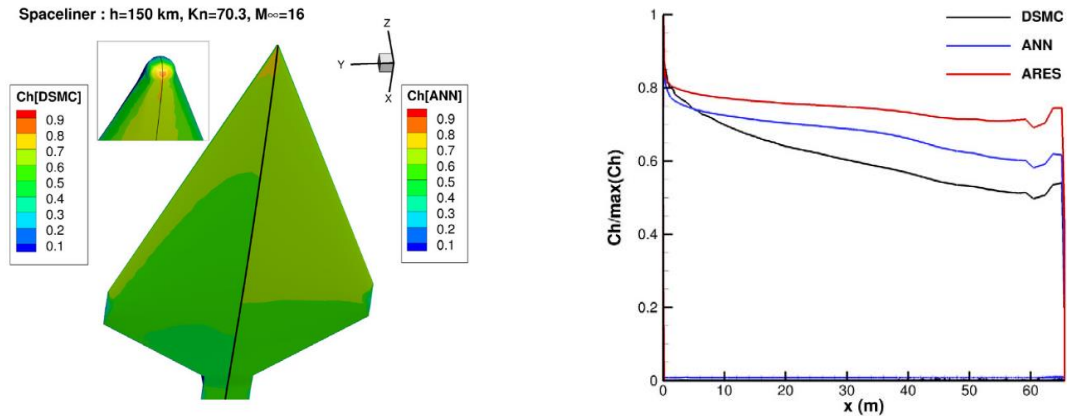 Spaceliner : h=150 km, Kn=70.3, M∞=16
Z
Y
X
Ch[DSMC]
0.9
0.8
0.7
0.6
0.5
0.4
0.3
0.2
0.1
Ch[ANN]
0.9
0.8
0.7
0.6
0.5
0.4
0.3
0.2
0.1
DSMC
ANN
ARES
Ch/max(Ch)
1
0.8
0.6
0.4
0.2
0
0 10 20 30 40 50 60
x (m)